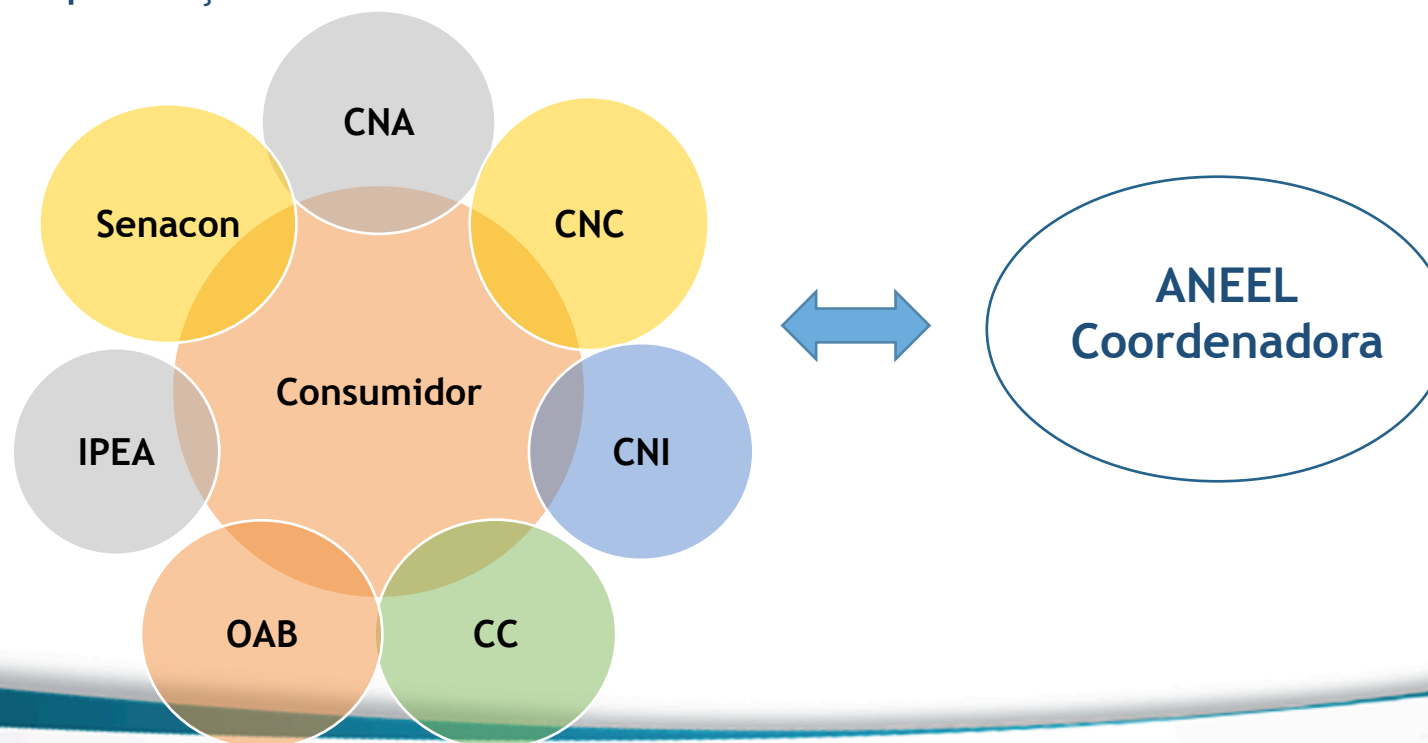 CNA
Senacon
CNC
Consumidor
IPEA
CNI
OAB
CC
ANEEL
Coordenadora